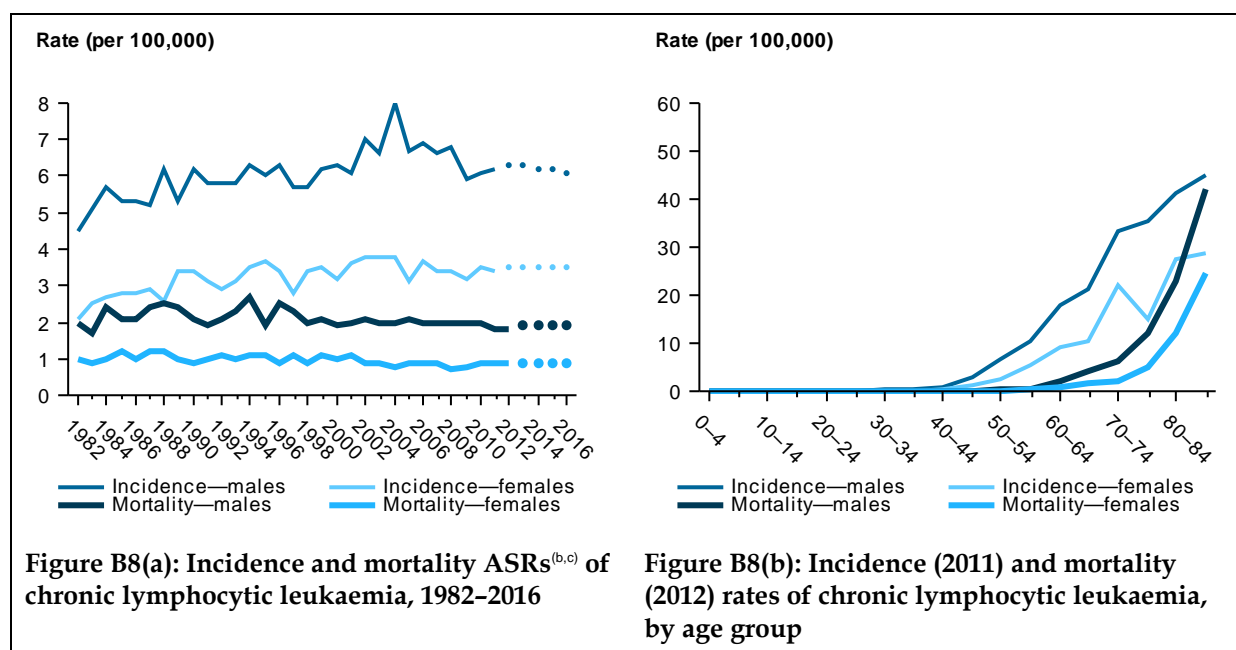 Rate (per 100,000)
8
7
6
5
4
3
2
1
0
1982
1984
1986
1988
1990
1992
1994
1996
1998
2000
2002
2004
2006
2008
2010
2012
2014
2016
Incidence—males
Incidence—females
Mortality—males
Mortality—females
Figure B8(a): Incidence and mortality ASRs(b,c) of
chronic lymphocytic leukaemia, 1982–2016
Rate (per 100,000)
60
50
40
30
20
10
0
0–4
10–14
20–24
30–34
40–44
50–54
60–64
70–74
80–84
Incidence—males
Incidence—females
Mortality—males
Mortality—females
Figure B8(b): Incidence (2011) and mortality
(2012) rates of chronic lymphocytic leukaemia,
by age group